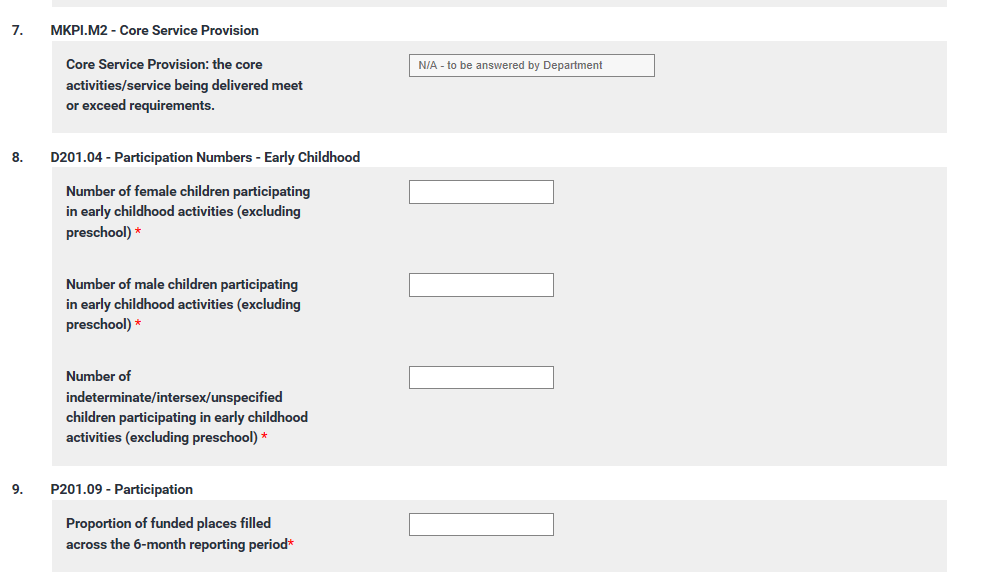 7. MKPI.M2 - Core Service Provision
Core Service Provision: the core
activities/service being delivered meet
or exceed requirements.
N/A - to be answered by Department
8. D201.04 - Participation Numbers - Early Childhood
Number of female children participating
in early childhood activities (excluding
preschool) *
Number of male children participating
in early childhood activities (excluding
preschool) *
Number of
indeterminate/intersex/unspecified
children participating in early childhood
activities (excluding preschool) *
9. P201.09 - Participation
Proportion of funded places filled
across the 6-month reporting period*